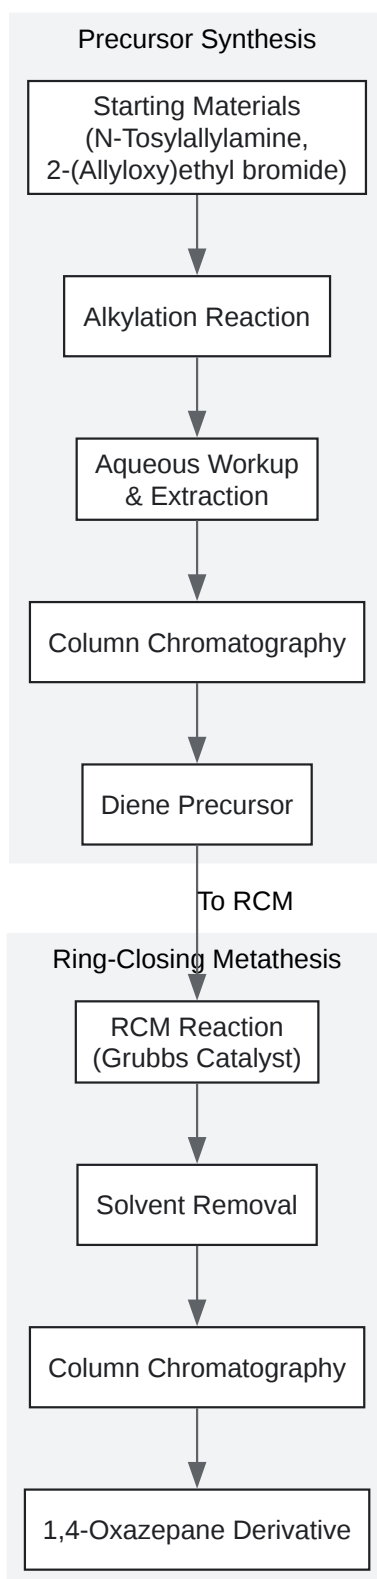 Precursor Synthesis
Starting Materials
(N-Tosylallylamine,
2-(Allyloxy)ethyl bromide)
Alkylation Reaction
Aqueous Workup
& Extraction
Column Chromatography
Diene Precursor
To RCM
Ring-Closing Metathesis
RCM Reaction
(Grubbs Catalyst)
Solvent Removal
Column Chromatography
1,4-Oxazepane Derivative